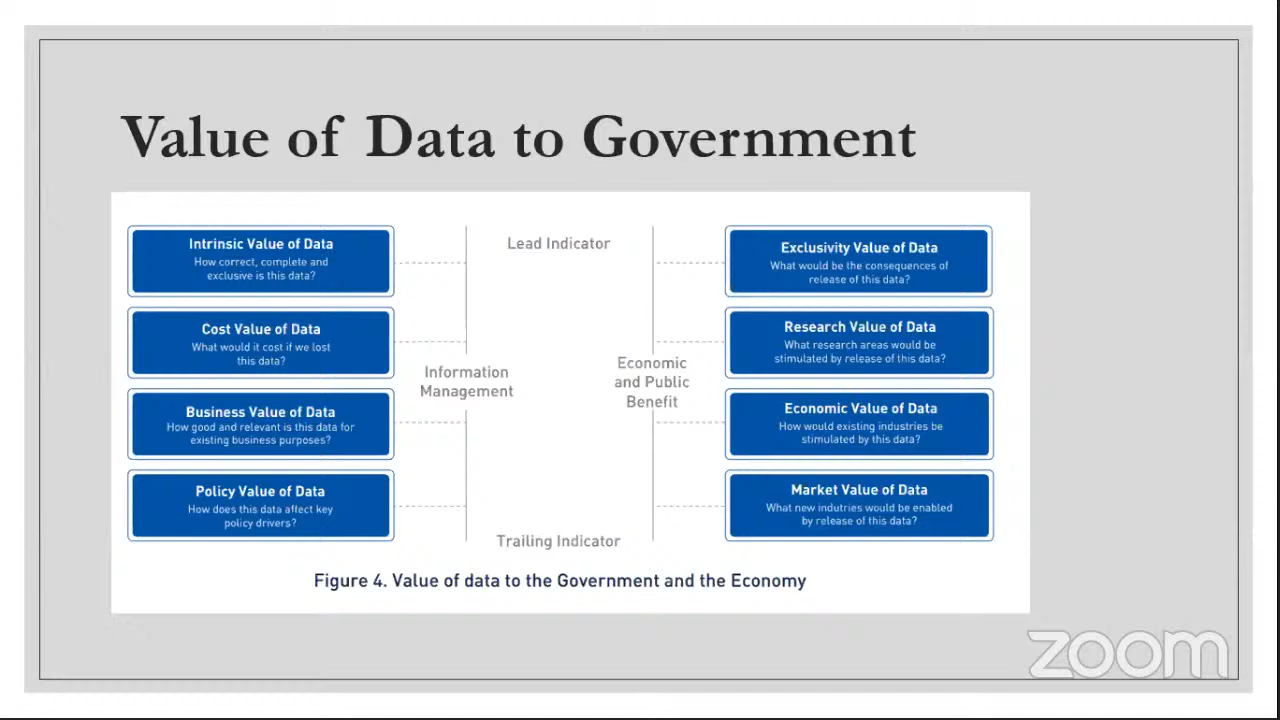 Value of Data to Government
Intrinsic Value of Data
How correct, complete and
exclusive is this data?
Cost Value of Data
What would it cost if we lost
this data?
Business Value of Data
How good and relevant is this data for
existing business purposes?
Policy Value of Data
How does this data affect key
policy drivers?
Lead Indicator
Information
Management
Economic
and Public
Benefit
Trailing Indicator
Exclusivity Value of Data
What would be the consequences of
release of this data?
Research Value of Data
What research areas would be
stimulated by release of this data?
Economic Value of Data
How would existing industries be
stimulated by this data?
Market Value of Data
What new indutries would be enabled
by release of this data?
Figure 4. Value of data to the Government and the Economy
zoom